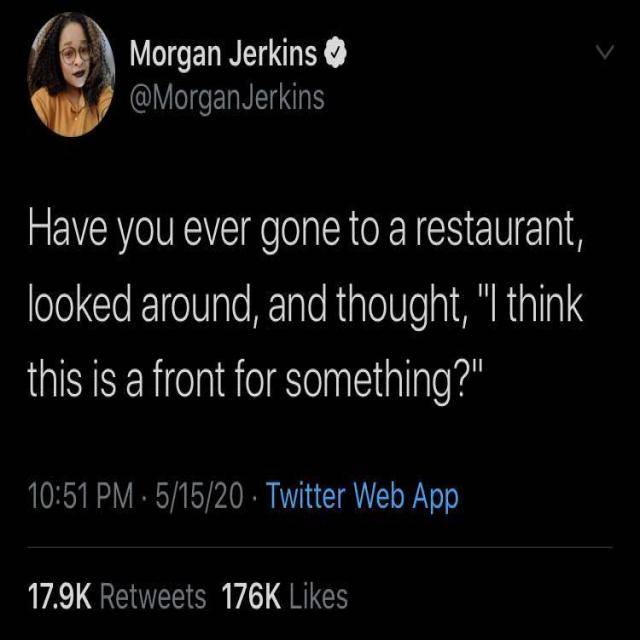 Morgan Jerkins
@MorganJerkins
Have you ever gone to a restaurant,
looked around, and thought, "I think
this is a front for something?"
10:51 PM · 5/15/20 · Twitter Web App
17.9K Retweets 176K Likes